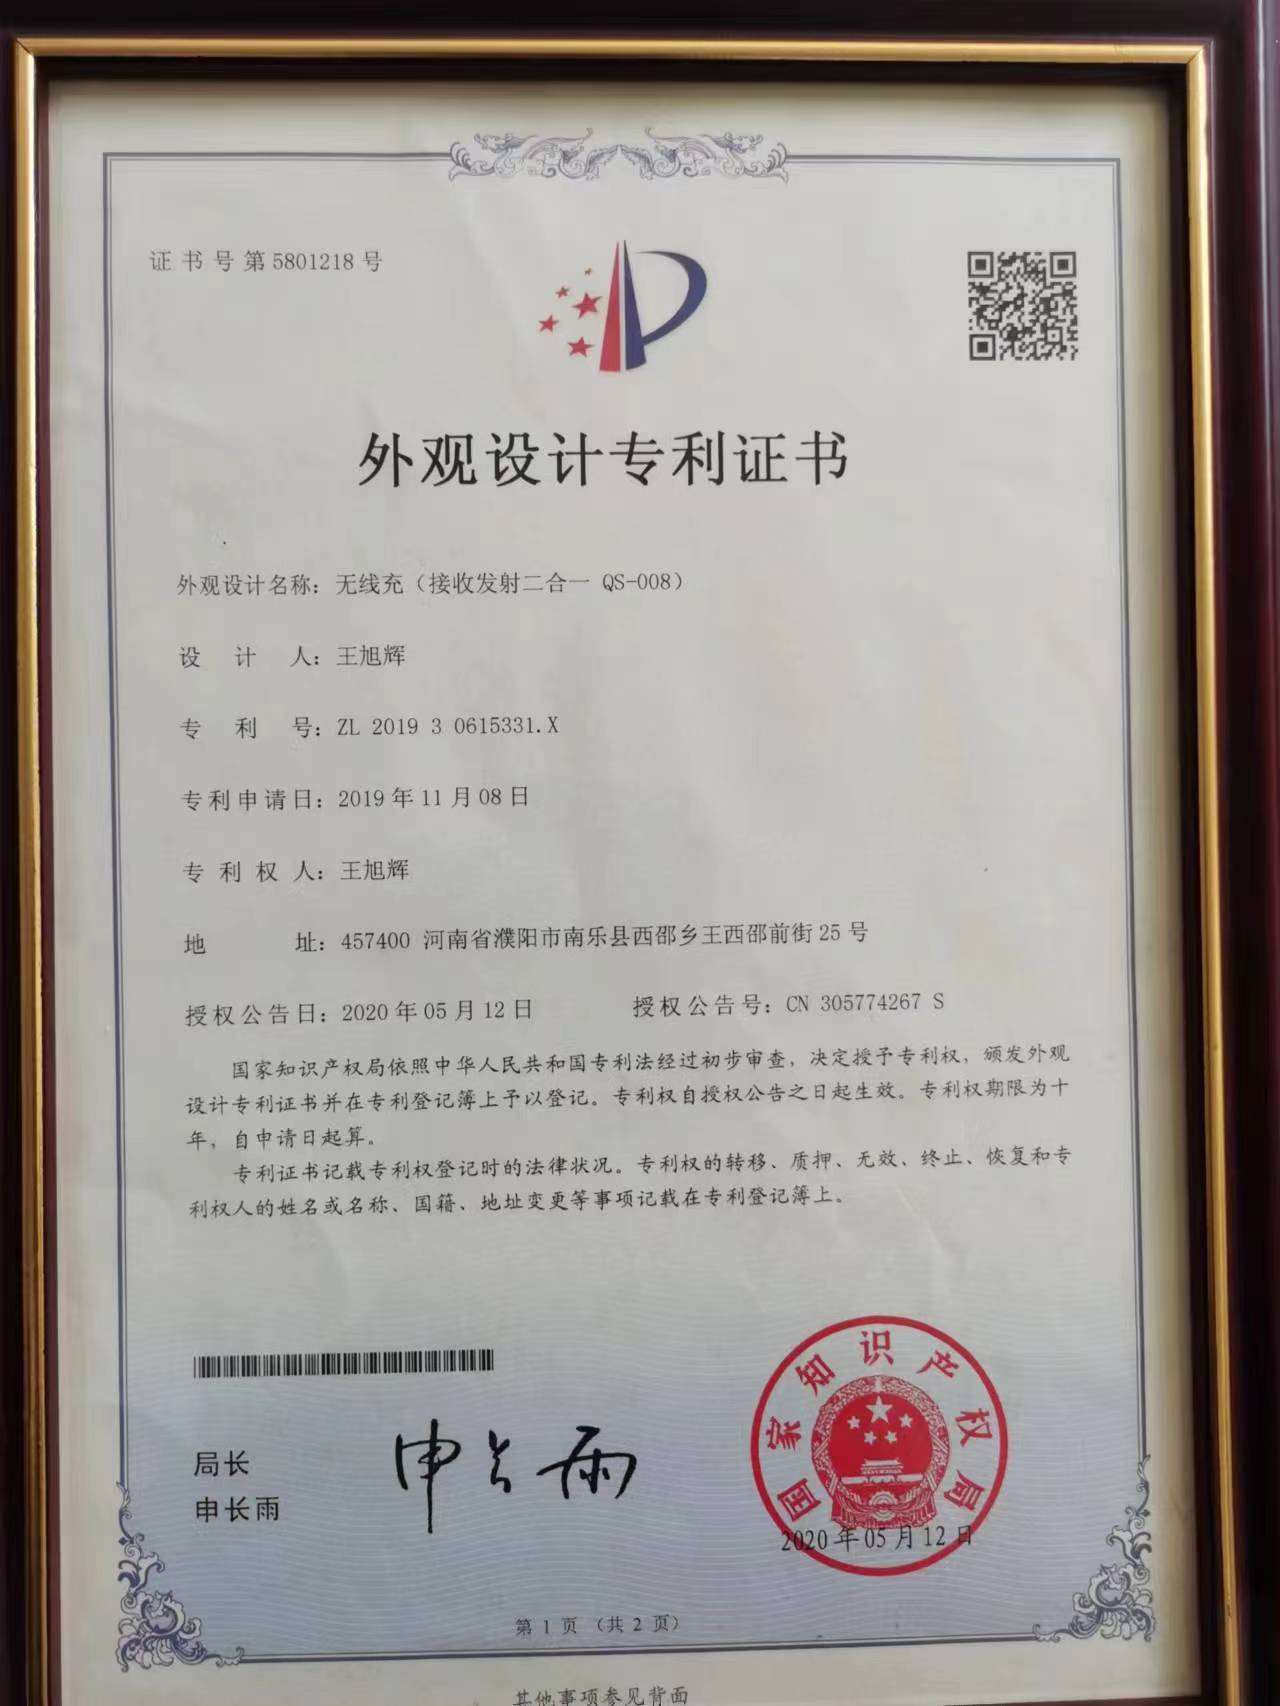 证书号第5801218号
外观设计专利证书
外观设计名称：无线充（接收发射二合一 QS-008）
设计人：王旭辉
专利号：ZL 2019 3 0615331.X
专利申请日：2019年11月08日
专利权人：王旭辉
地址：457400 河南省濮阳市南乐县西邵乡王西邵前街25号
授权公告日：2020年05月12日 授权公告号：CN 305774267 S
国家知识产权局依照中华人民共和国专利法经过初步审查，决定授予专利权，颁发外观
设计专利证书并在专利登记簿上予以登记。专利权自授权公告之日起生效。专利权期限为十
年，自申请日起算。
专利证书记载专利权登记时的法律状况。专利权的转移、质押、无效、终止、恢复和专
利权人的姓名或名称、国籍、地址变更等事项记载在专利登记簿上。
局长
申长雨
申长雨
国家知识产权局
2020年05月12日
第 1 页 （共 2 页）
其他事项参见背面